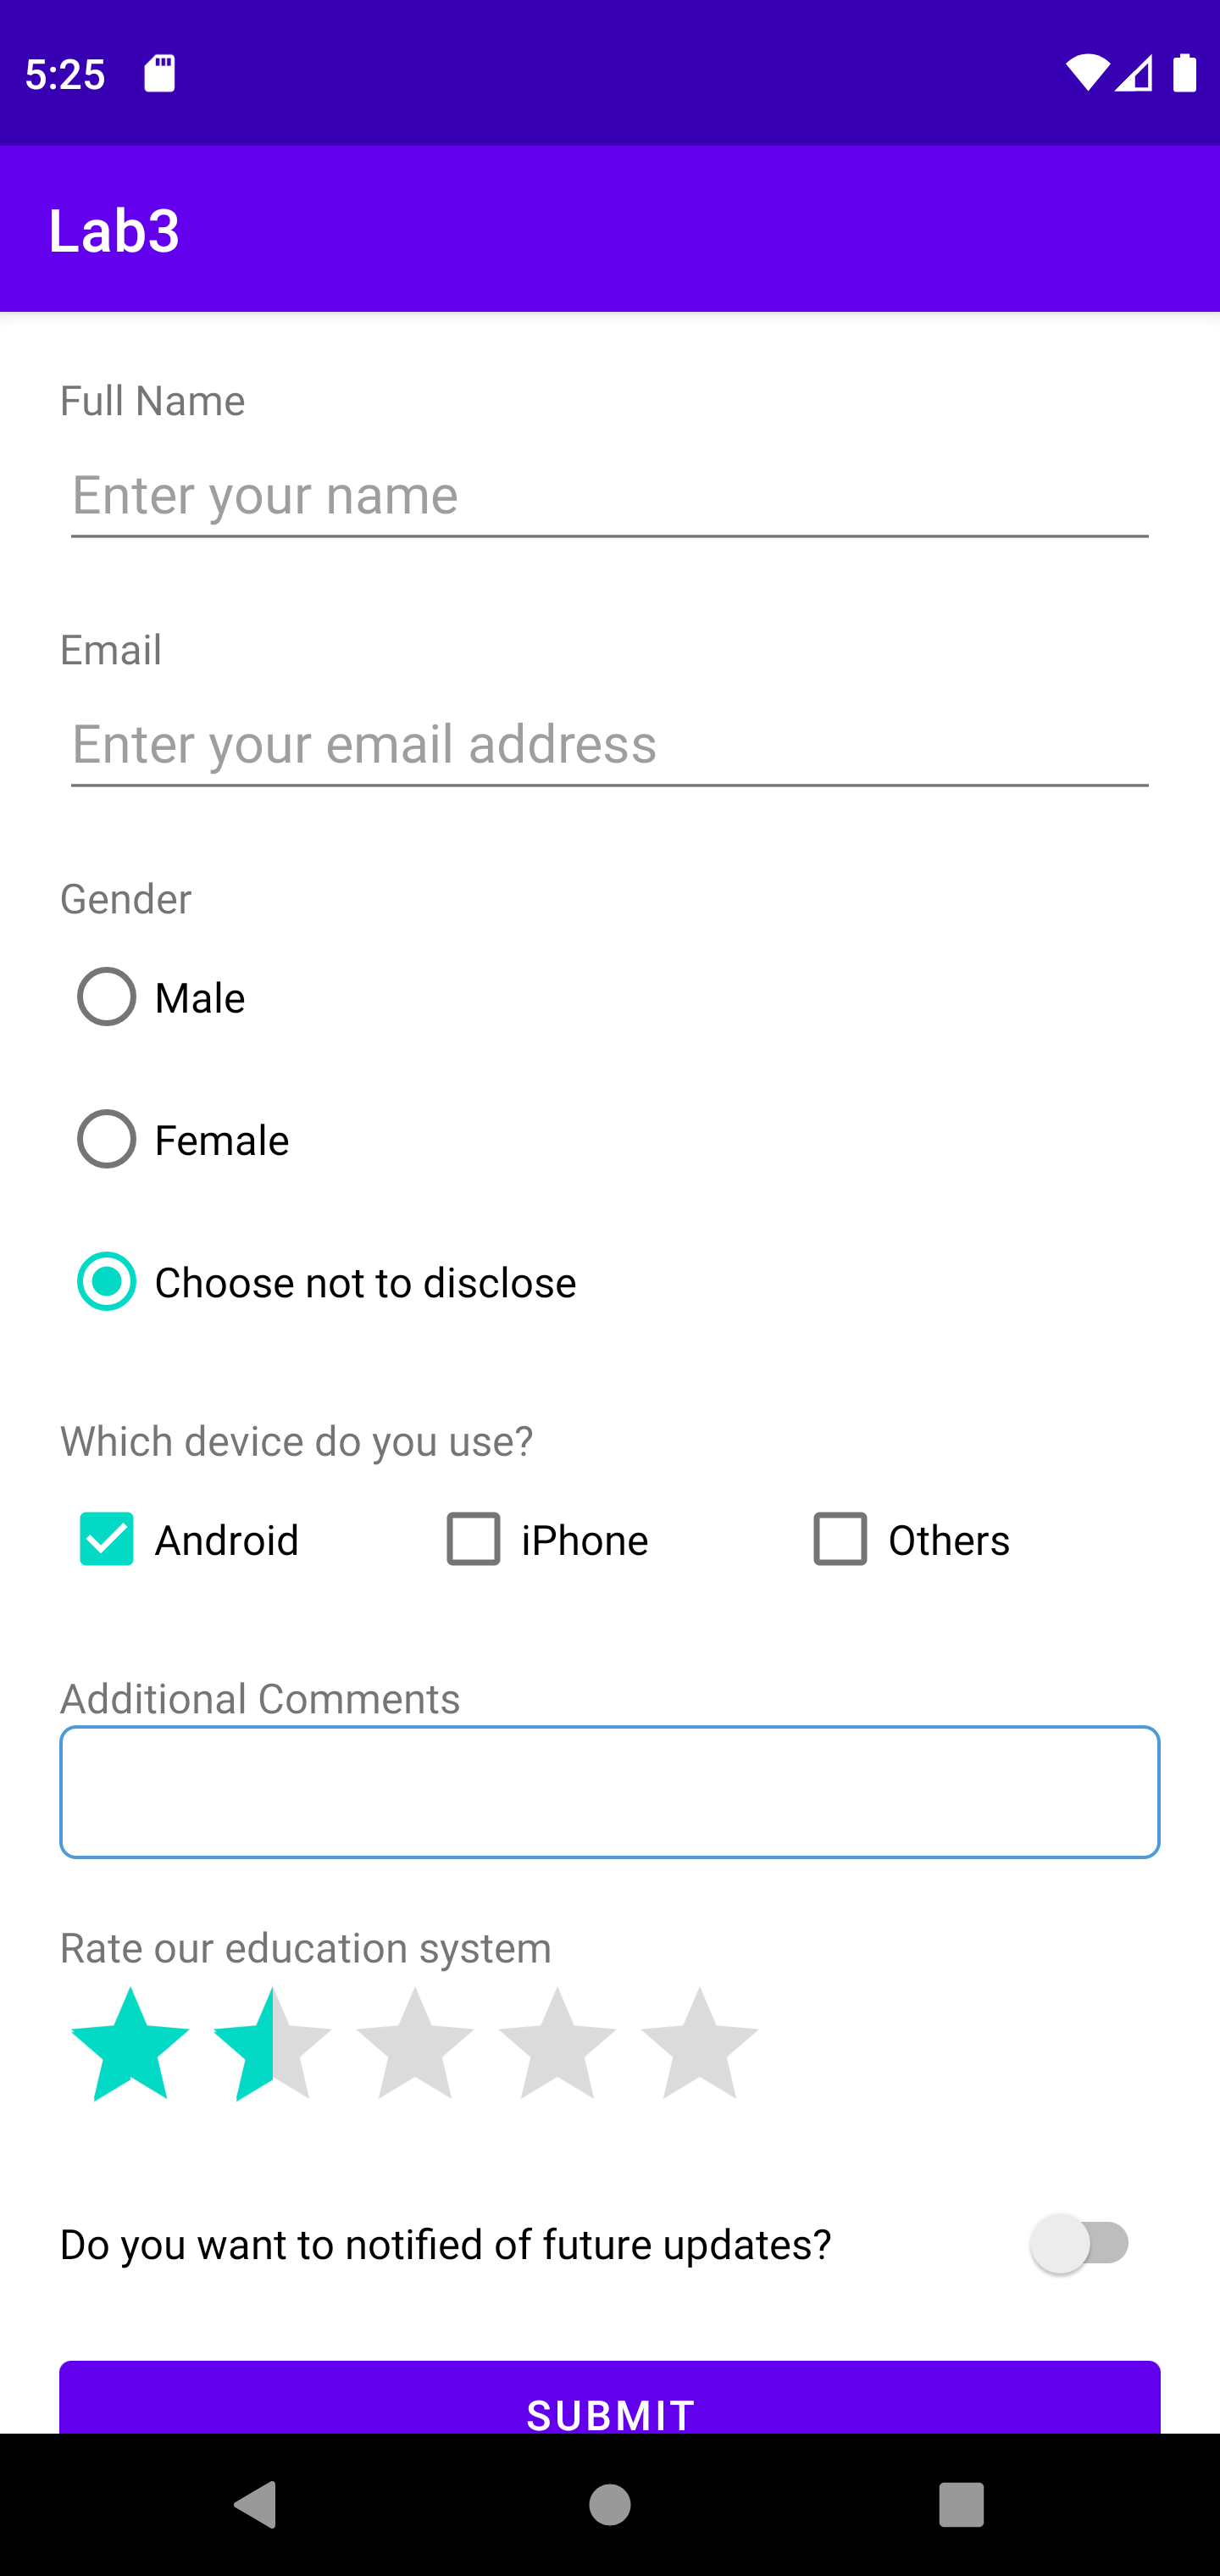 5:25
Lab3
Full Name
Enter your name
Email
Enter your email address
Gender
Male
Female
Choose not to disclose
Which device do you use?
Android iPhone Others
Additional Comments
Rate our education system
Do you want to notified of future updates?
SUBMIT